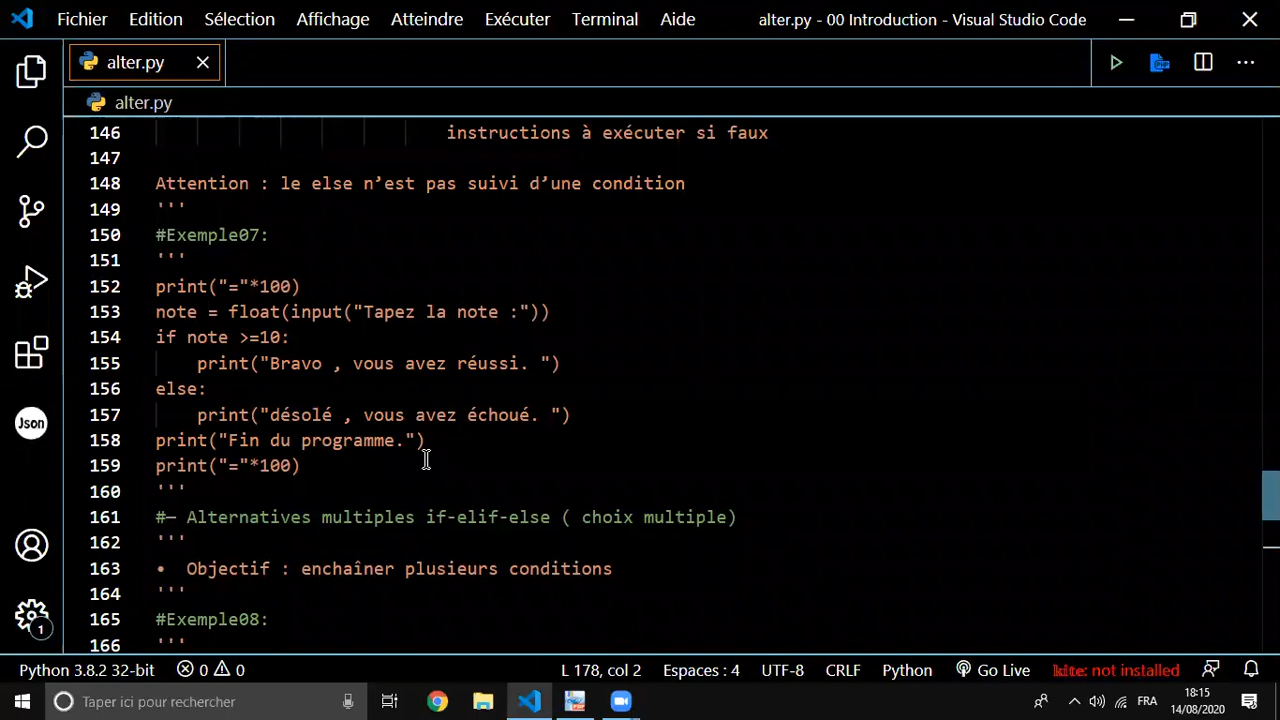 Fichier Edition Sélection Affichage Atteindre Exécuter Terminal Aide alter.py - 00 Introduction - Visual Studio Code
alter.py
alter.py
146 instructions à exécuter si faux
147
148 Attention : le else n’est pas suivi d’une condition
149 '''
150 #Exemple07:
151 '''
152 print("="*100)
153 note = float(input("Tapez la note :"))
154 if note >=10:
155 print("Bravo , vous avez réussi. ")
156 else:
157 print("désolé , vous avez échoué. ")
158 print("Fin du programme.")
159 print("="*100)
160 '''
161 #— Alternatives multiples if-elif-else ( choix multiple)
162 '''
163 • Objectif : enchaîner plusieurs conditions
164 '''
165 #Exemple08:
166 '''
Json
1
Python 3.8.2 32-bit 0 0 L 178, col 2 Espaces : 4 UTF-8 CRLF Python Go Live kite: not installed
Taper ici pour rechercher
FRA
18:15
14/08/2020